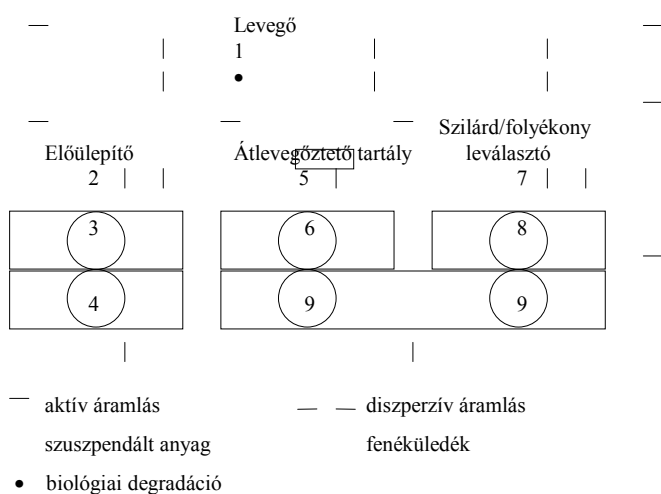 Levegő
1
Szilárd/folyékony
Előülepítő Átlevegőztető tartály leválasztó
2 5 7
3 6 8
4 9 9
aktív áramlás diszperzív áramlás
szuszpendált anyag fenéküledék
• biológiai degradáció